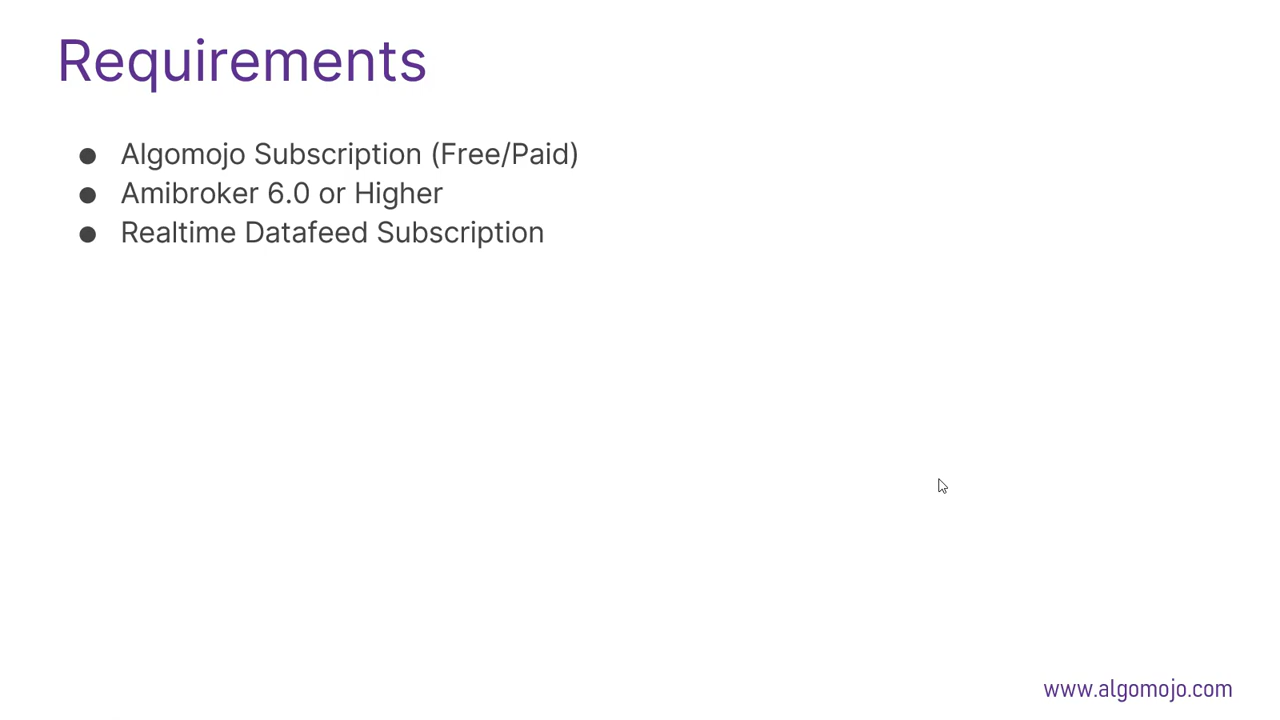 Requirements
● Algomojo Subscription (Free/Paid)
● Amibroker 6.0 or Higher
● Realtime Datafeed Subscription
www.algomojo.com